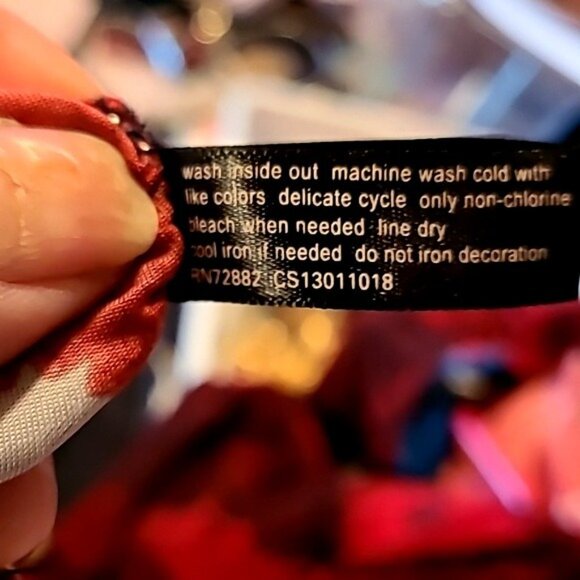 wash inside out machine wash cold with
like colors delicate cycle only non-chlorine
bleach when needed line dry
cool iron if needed do not iron decoration
RN72882 CS13011018